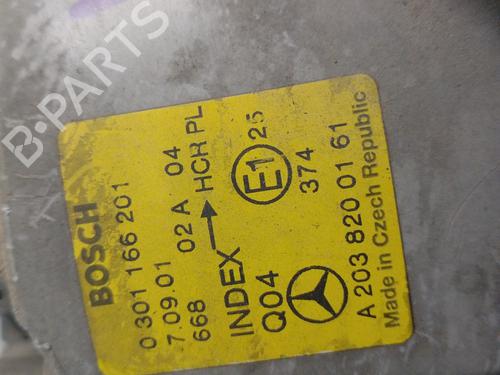 BOSCH
0 301 166 201
7.09.01 02 A 04
668
INDEX → HCR PL
Q04 E1 25
374
A 203 820 01 61
Made in Czech Republic
B-PARTS